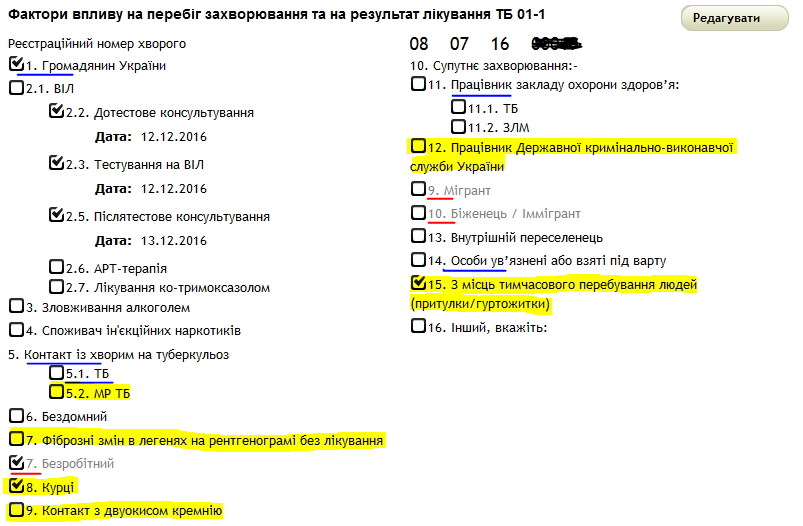 Фактори впливу на перебіг захворювання та на результат лікування ТБ 01-1
Редагувати
Реєстраційний номер хворого
08 07 16
1. Громадянин України
2.1. ВІЛ
2.2. Дотестове консультування
Дата: 12.12.2016
2.3. Тестування на ВІЛ
Дата: 12.12.2016
2.5. Післятестове консультування
Дата: 13.12.2016
2.6. АРТ-терапія
2.7. Лікування ко-тримоксазолом
3. Зловживання алкоголем
4. Споживач ін'єкційних наркотиків
5. Контакт із хворим на туберкульоз
5.1. ТБ
5.2. МР ТБ
6. Бездомний
7. Фіброзні змін в легенях на рентгенограмі без лікування
7. Безробітний
8. Курці
9. Контакт з двуокисом кремнію
10. Супутнє захворювання:-
11. Працівник закладу охорони здоров’я:
11.1. ТБ
11.2. ЗЛМ
12. Працівник Державної кримінально-виконавчої
служби України
9. Мігрант
10. Біженець / Іммігрант
13. Внутрішній переселенець
14. Особи ув’язнені або взяті під варту
15. З місць тимчасового перебування людей
(притулки/гуртожитки)
16. Інший, вкажіть: